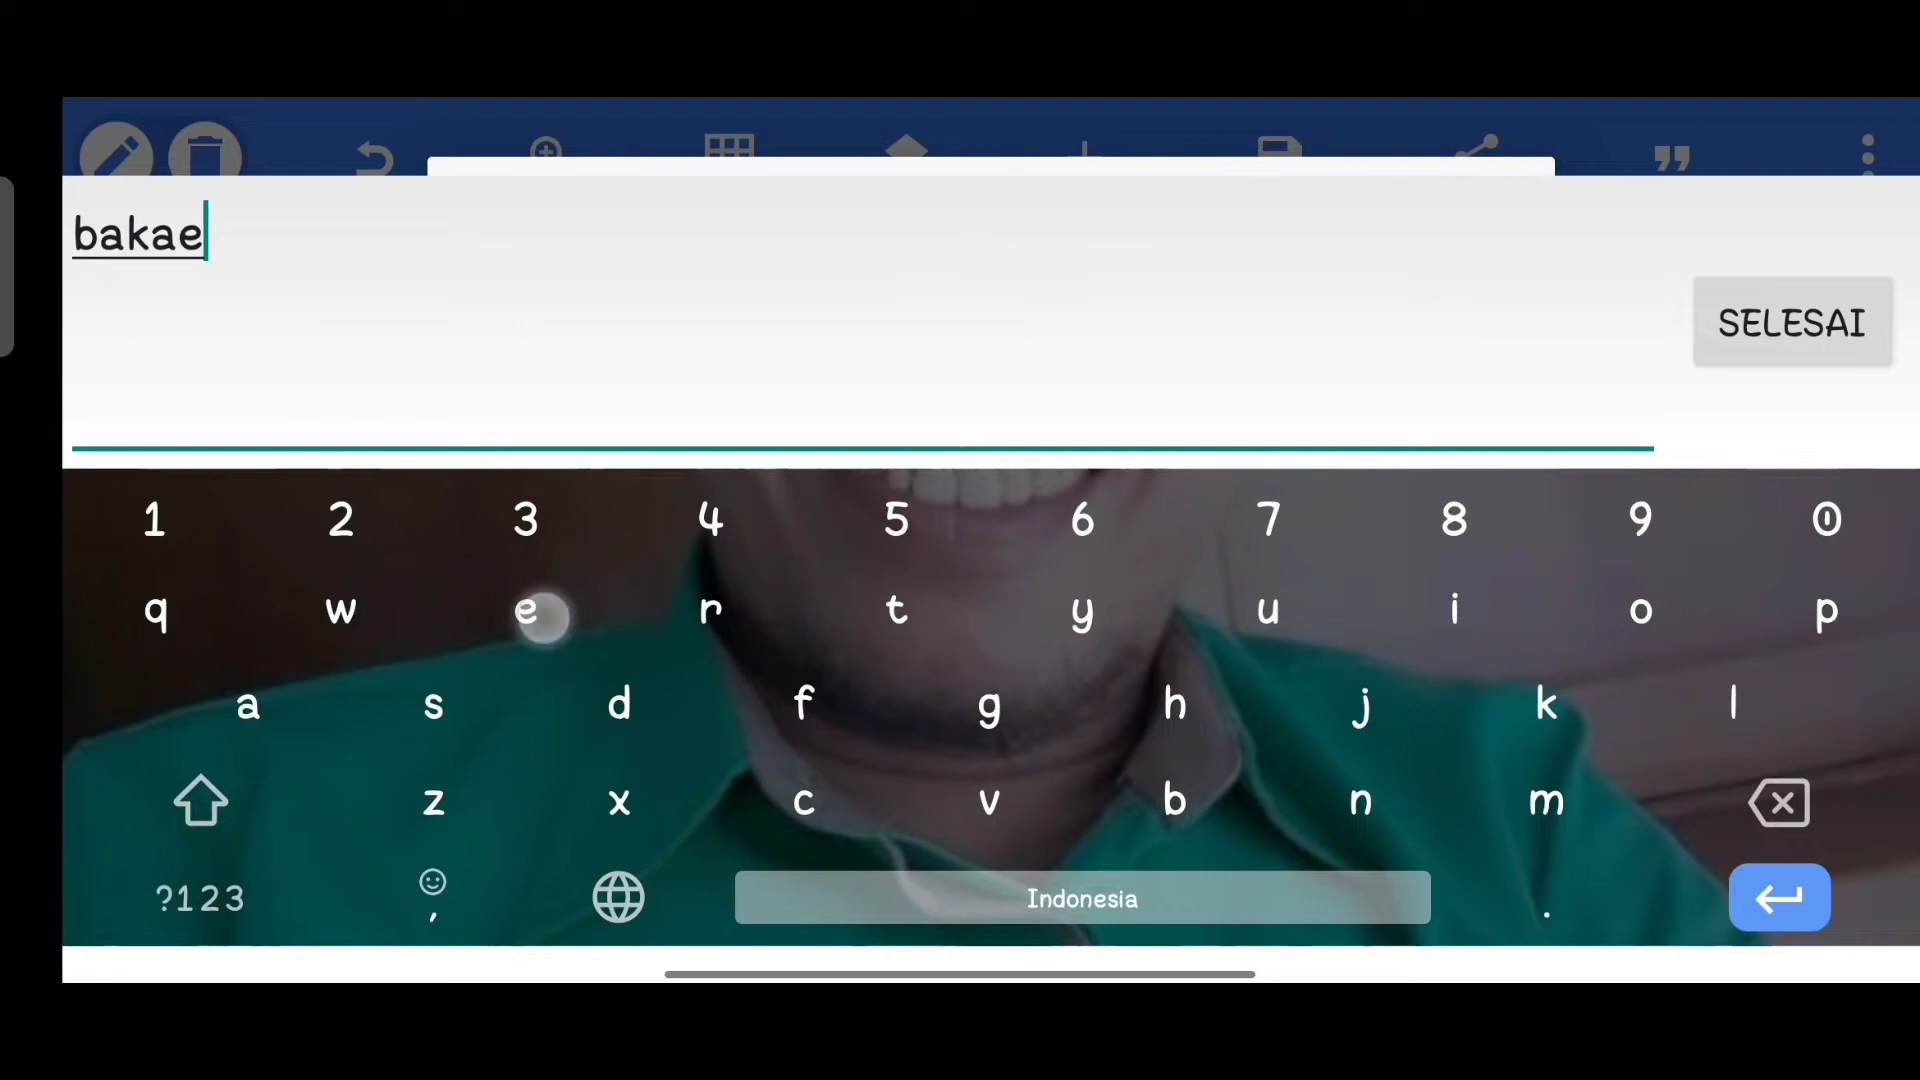 bakae
SELESAI
1 2 3 4 5 6 7 8 9 0
q w e r t y u i o p
a s d f g h j k l
z x c v b n m
?123 , Indonesia .